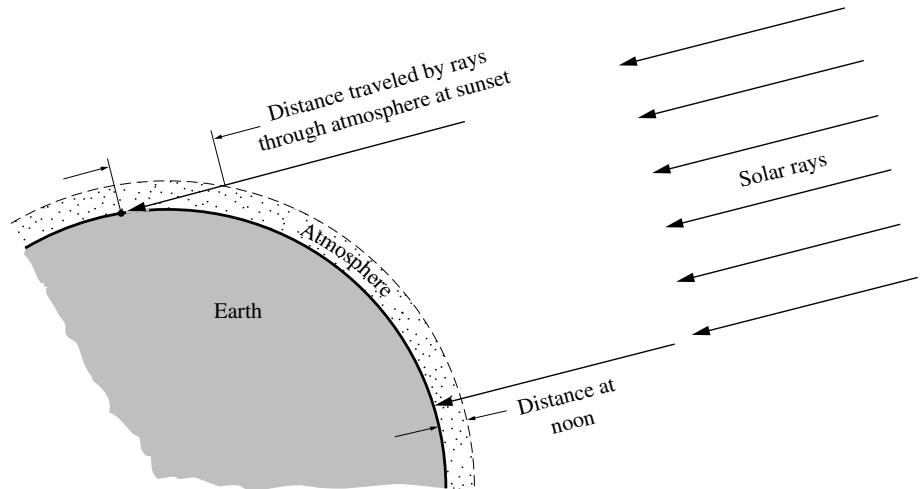 Distance traveled by rays
through atmosphere at sunset
Solar rays
Atmosphere
Earth
Distance at
noon